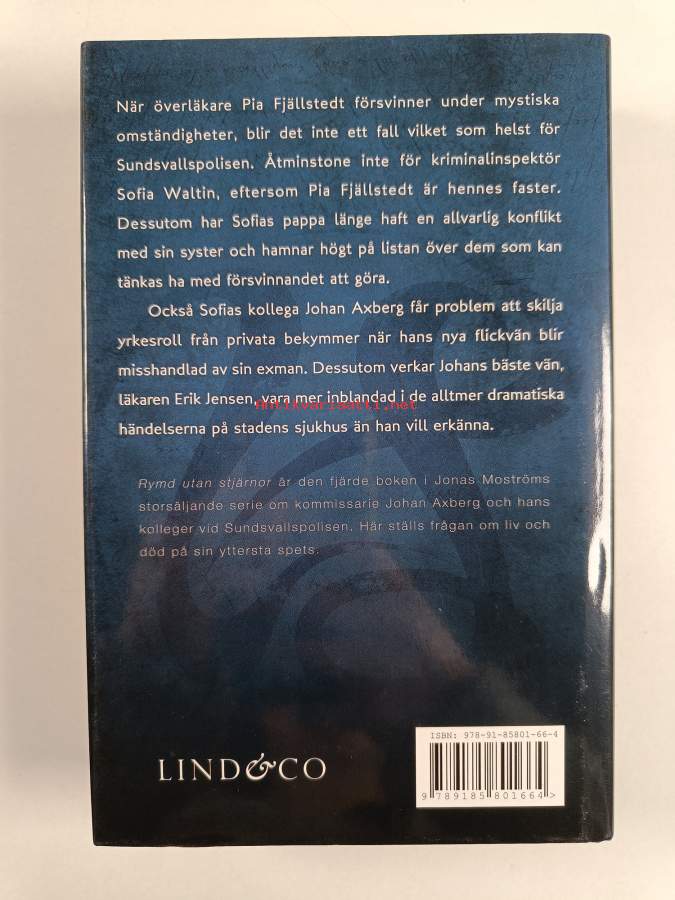 När överläkare Pia Fjällstedt försvinner under mystiska
omständigheter, blir det inte ett fall vilket som helst för
Sundsvallspolisen. Åtminstone inte för kriminalinspektör
Sofia Waltin, eftersom Pia Fjällstedt är hennes faster.
Dessutom har Sofias pappa länge haft en allvarlig konflikt
med sin syster och hamnar högt på listan över dem som kan
tänkas ha med försvinnandet att göra.
Också Sofias kollega Johan Axberg får problem att skilja
yrkesroll från privata bekymmer när hans nya flickvän blir
misshandlad av sin exman. Dessutom verkar Johans bäste vän,
läkaren Erik Jensen, vara mer inblandad i de alltmer dramatiska
Antikvariaatti.net
händelserna på stadens sjukhus än han vill erkänna.
Rymd utan stjärnor är den fjärde boken i Jonas Moströms
storsäljande serie om kommissarie Johan Axberg och hans
kolleger vid Sundsvallspolisen. Här ställs frågan om liv och
död på sin yttersta spets.
ISBN: 978-91-85801-66-4
LIND&CO
9 789185 801664 >